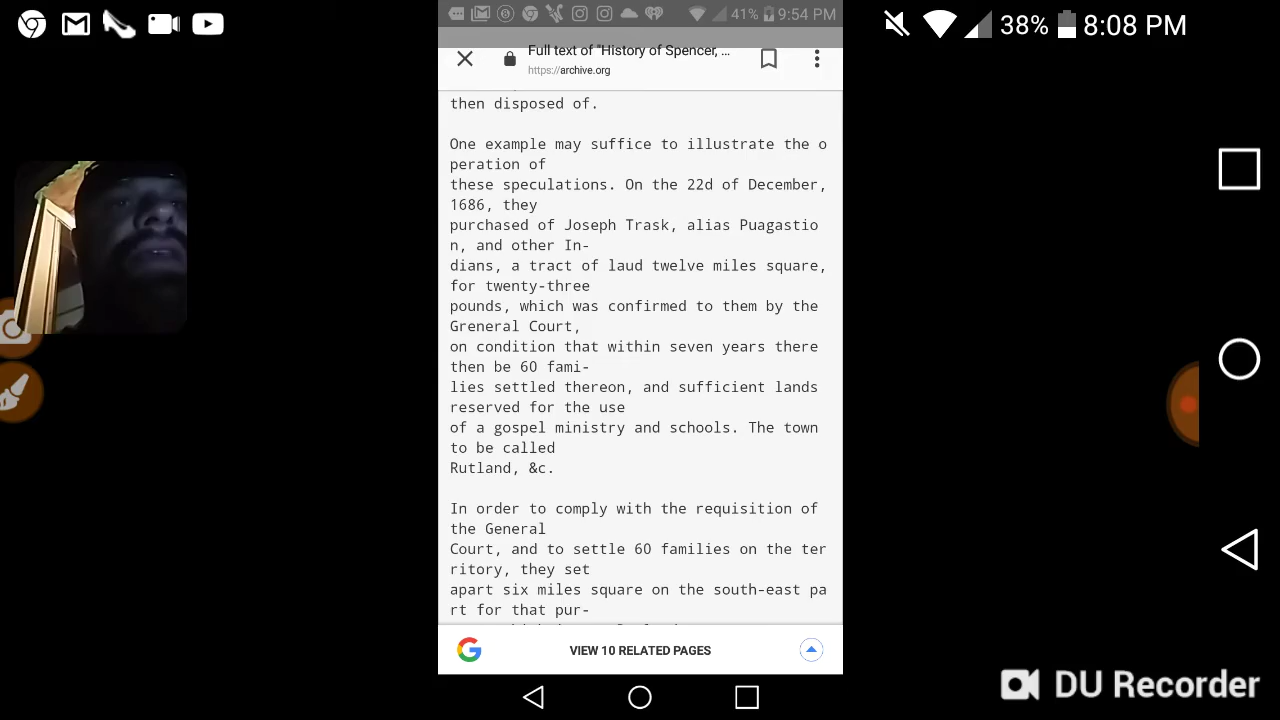 38% 8:08 PM
41% 9:54 PM
Full text of "History of Spencer, ...
https://archive.org
then disposed of.
One example may suffice to illustrate the o
peration of
these speculations. On the 22d of December,
1686, they
purchased of Joseph Trask, alias Puagastio
n, and other In-
dians, a tract of laud twelve miles square,
for twenty-three
pounds, which was confirmed to them by the
Greneral Court,
on condition that within seven years there
then be 60 fami-
lies settled thereon, and sufficient lands
reserved for the use
of a gospel ministry and schools. The town
to be called
Rutland, &c.
In order to comply with the requisition of
the General
Court, and to settle 60 families on the ter
ritory, they set
apart six miles square on the south-east pa
rt for that pur-
VIEW 10 RELATED PAGES
DU Recorder